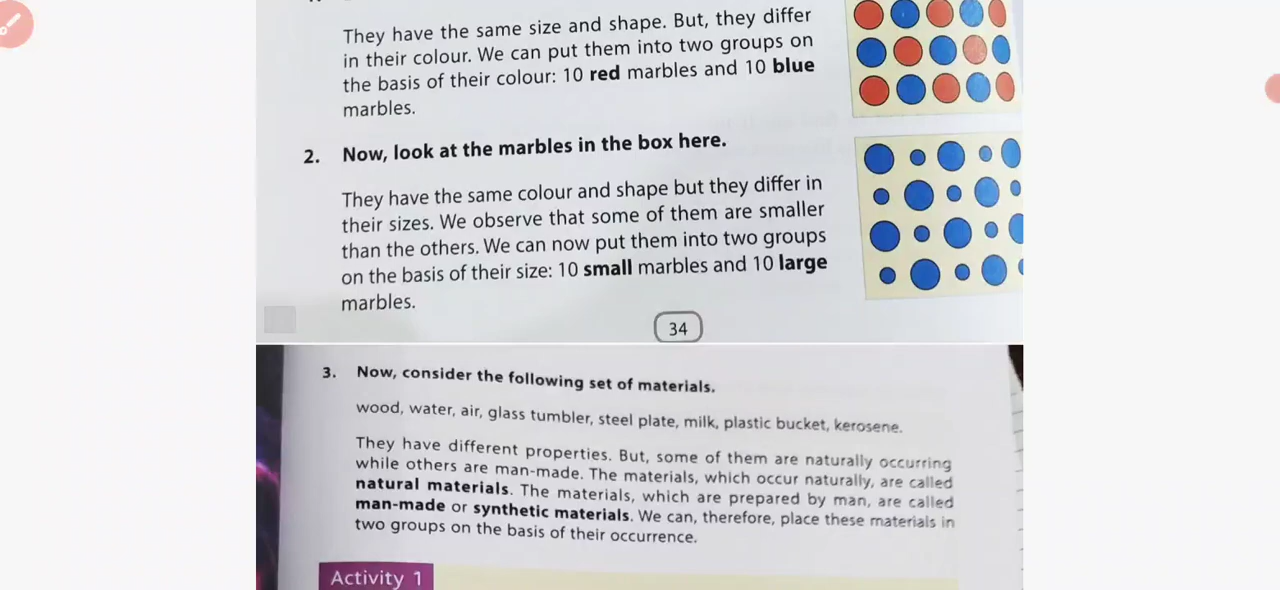 They have the same size and shape. But, they differ
in their colour. We can put them into two groups on
the basis of their colour: 10 red marbles and 10 blue
marbles.
2. Now, look at the marbles in the box here.
They have the same colour and shape but they differ in
their sizes. We observe that some of them are smaller
than the others. We can now put them into two groups
on the basis of their size: 10 small marbles and 10 large
marbles.
34
3. Now, consider the following set of materials.
wood, water, air, glass tumbler, steel plate, milk, plastic bucket, kerosene.
They have different properties. But, some of them are naturally occurring
while others are man-made. The materials, which occur naturally, are called
natural materials. The materials, which are prepared by man, are called
man-made or synthetic materials. We can, therefore, place these materials in
two groups on the basis of their occurrence.
Activity 1